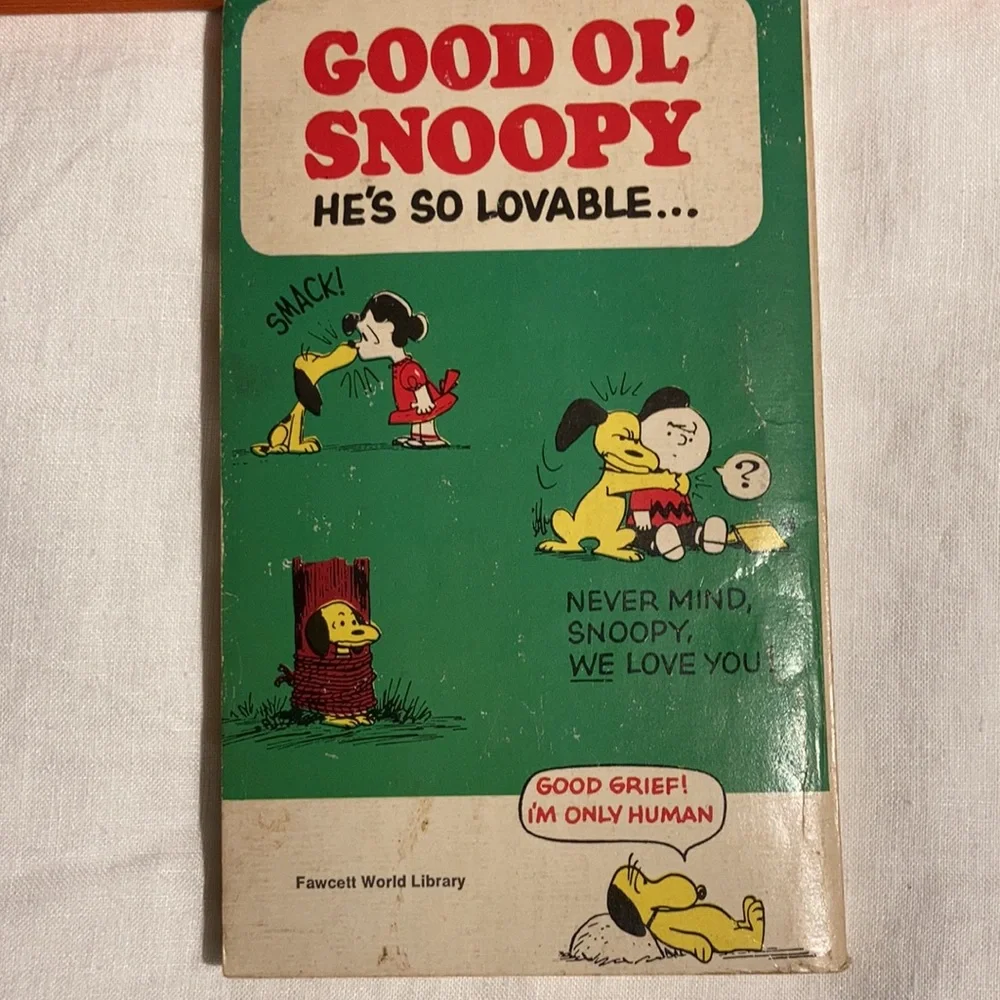 GOOD OL'
SNOOPY
HE'S SO LOVABLE...
SMACK!
?
NEVER MIND,
SNOOPY,
WE LOVE YOU!
GOOD GRIEF!
I'M ONLY HUMAN
Fawcett World Library